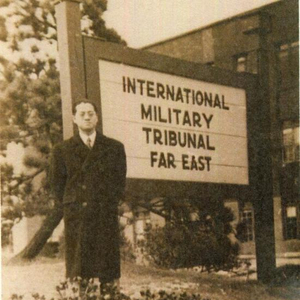 INTERNATIONAL
MILITARY
TRIBUNAL
FAR EAST